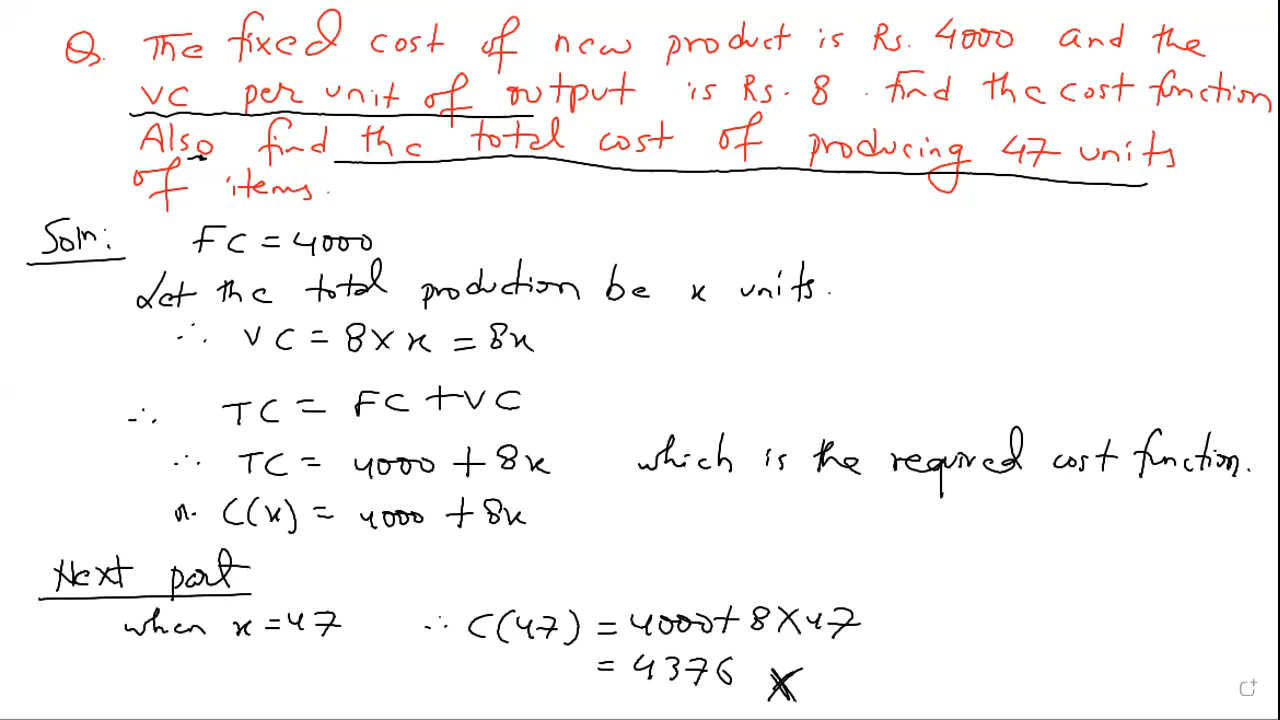 Q. The fixed cost of new product is Rs. 4000 and the
VC per unit of output is Rs. 8. find the cost function
Also find the total cost of producing 47 units
of items.
Soln:
FC = 4000
Let the total production be x units.
∴ VC = 8 × x = 8x
∴ TC = FC + VC
∴ TC = 4000 + 8x which is the required cost function.
or. C(x) = 4000 + 8x
Next part
when x = 47 ∴ C(47) = 4000 + 8 × 47
= 4376